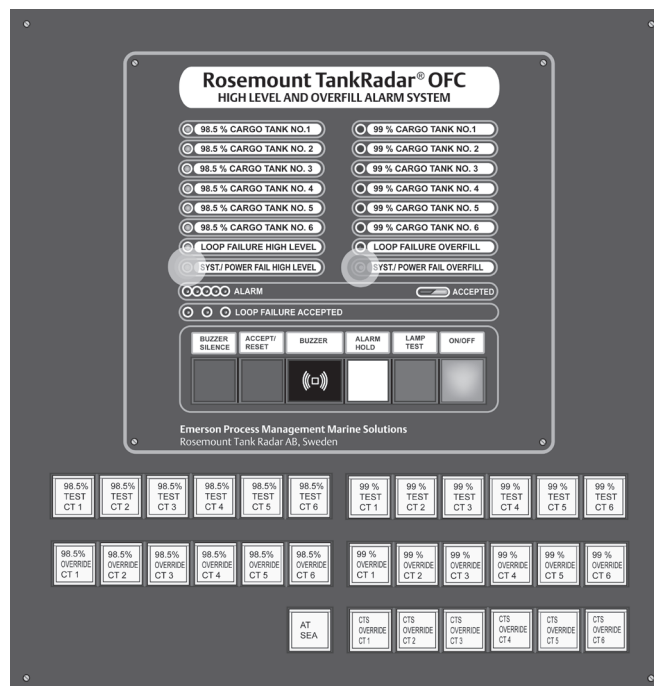 Rosemount TankRadar® OFC
HIGH LEVEL AND OVERFILL ALARM SYSTEM
98.5 % CARGO TANK NO.1
99 % CARGO TANK NO.1
98.5 % CARGO TANK NO. 2
99 % CARGO TANK NO. 2
98.5 % CARGO TANK NO. 3
99 % CARGO TANK NO. 3
98.5 % CARGO TANK NO. 4
99 % CARGO TANK NO. 4
98.5 % CARGO TANK NO. 5
99 % CARGO TANK NO. 5
98.5 % CARGO TANK NO. 6
99 % CARGO TANK NO. 6
LOOP FAILURE HIGH LEVEL
LOOP FAILURE OVERFILL
SYST./ POWER FAIL HIGH LEVEL
SYST./ POWER FAIL OVERFILL
ALARM
ACCEPTED
LOOP FAILURE ACCEPTED
BUZZER
SILENCE
ACCEPT/
RESET
BUZZER
ALARM
HOLD
LAMP
TEST
ON/OFF
Emerson Process Management Marine Solutions
Rosemount Tank Radar AB, Sweden
98.5%
TEST
CT 1
98.5%
TEST
CT 2
98.5%
TEST
CT 3
98.5%
TEST
CT 4
98.5%
TEST
CT 5
98.5%
TEST
CT 6
99 %
TEST
CT 1
99 %
TEST
CT 2
99 %
TEST
CT 3
99 %
TEST
CT 4
99 %
TEST
CT 5
99 %
TEST
CT 6
98.5%
OVERRIDE
CT 1
98.5%
OVERRIDE
CT 2
98.5%
OVERRIDE
CT 3
98.5%
OVERRIDE
CT 4
98.5%
OVERRIDE
CT 5
98.5%
OVERRIDE
CT 6
99 %
OVERRIDE
CT 1
99 %
OVERRIDE
CT 2
99 %
OVERRIDE
CT 3
99 %
OVERRIDE
CT 4
99 %
OVERRIDE
CT 5
99 %
OVERRIDE
CT 6
AT
SEA
CTS
OVERRIDE
CT 1
CTS
OVERRIDE
CT 2
CTS
OVERRIDE
CT 3
CTS
OVERRIDE
CT 4
CTS
OVERRIDE
CT 5
CTS
OVERRIDE
CT 6